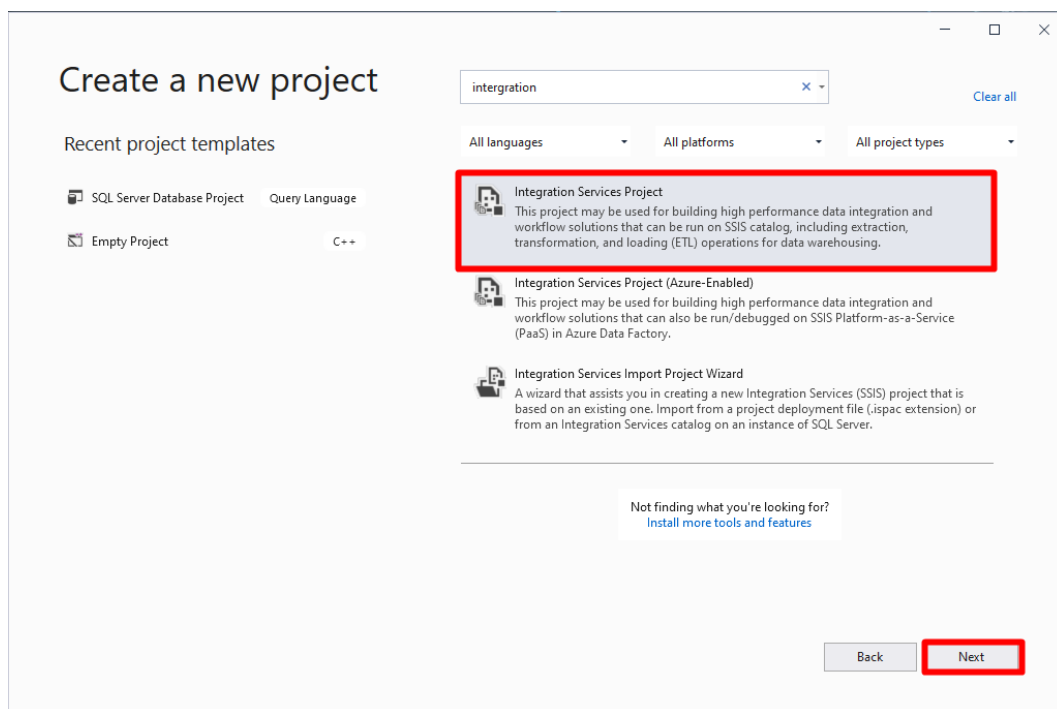 Create a new project
Recent project templates
SQL Server Database Project Query Language
Empty Project C++
intergration
Clear all
All languages All platforms All project types
Integration Services Project
This project may be used for building high performance data integration and
workflow solutions that can be run on SSIS catalog, including extraction,
transformation, and loading (ETL) operations for data warehousing.
Integration Services Project (Azure-Enabled)
This project may be used for building high performance data integration and
workflow solutions that can also be run/debugged on SSIS Platform-as-a-Service
(PaaS) in Azure Data Factory.
Integration Services Import Project Wizard
A wizard that assists you in creating a new Integration Services (SSIS) project that is
based on an existing one. Import from a project deployment file (.ispac extension) or
from an Integration Services catalog on an instance of SQL Server.
Not finding what you're looking for?
Install more tools and features
Back Next